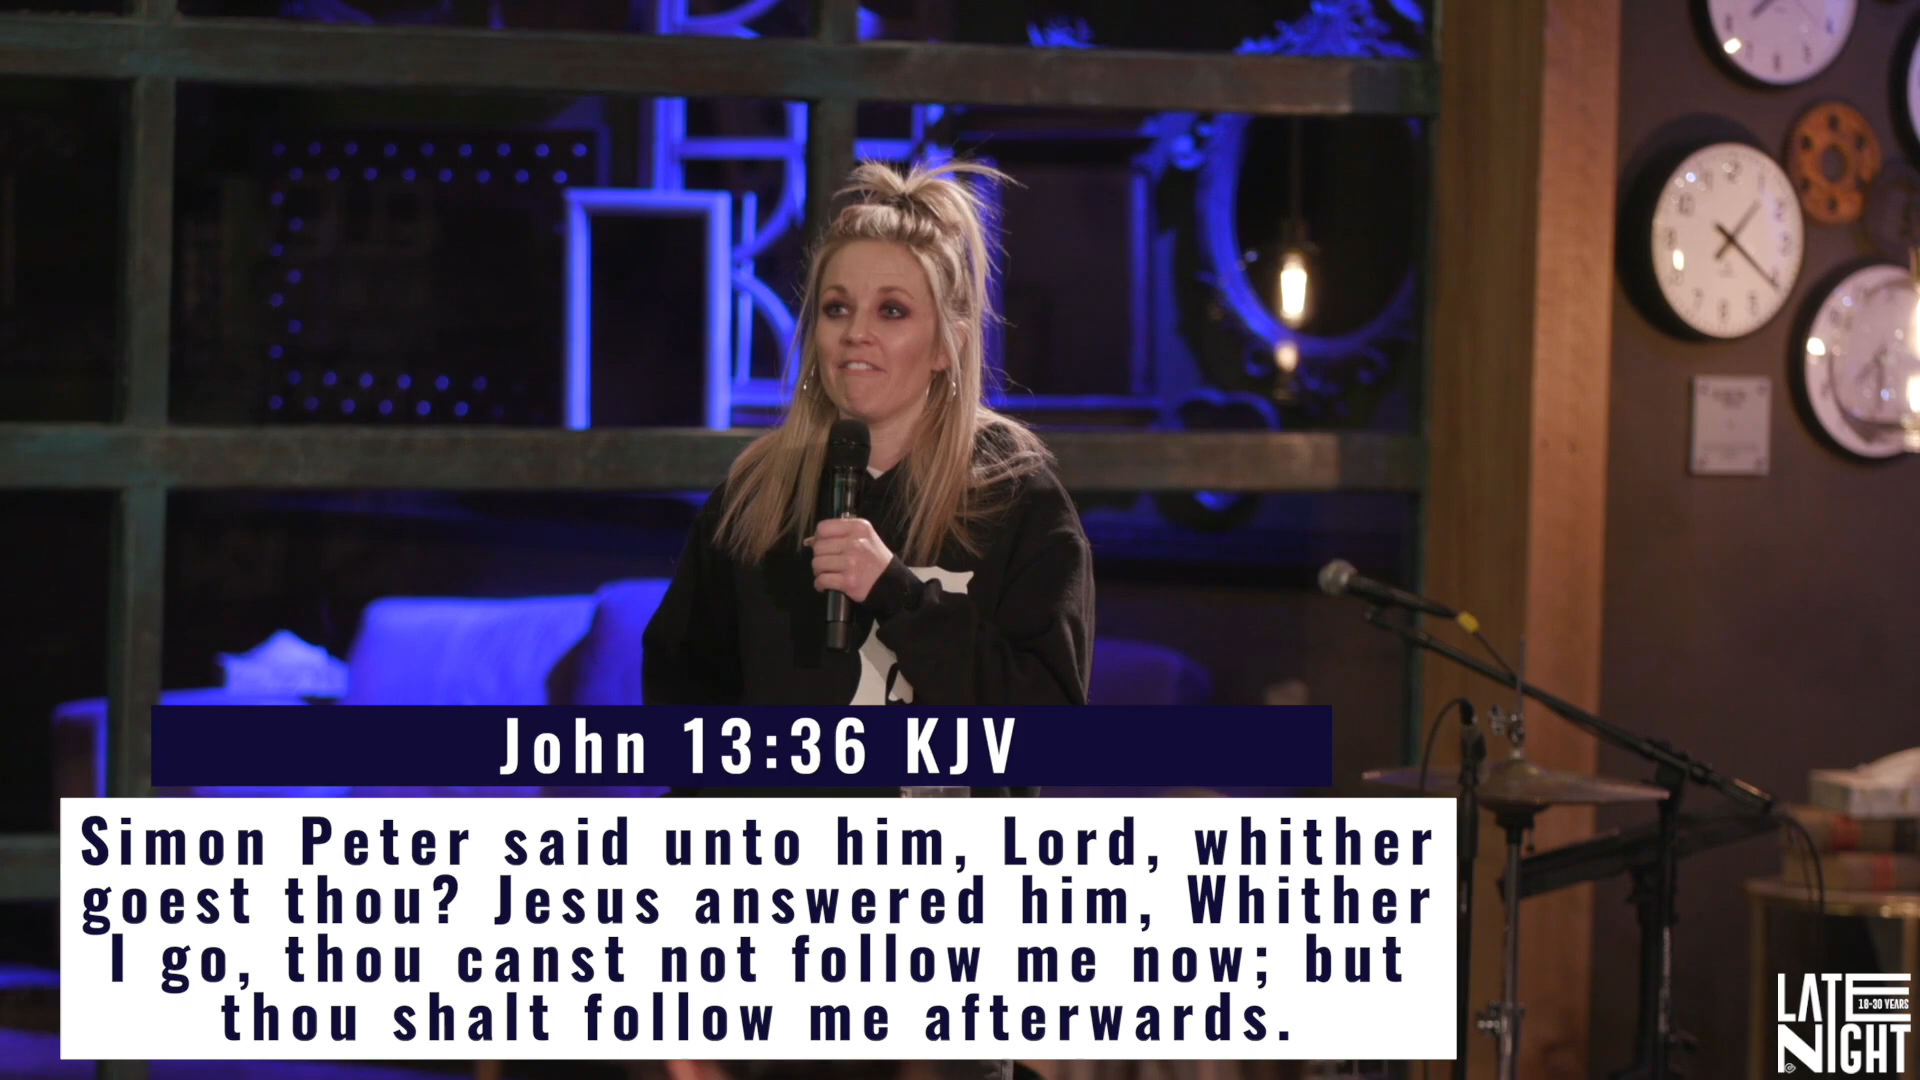 John 13:36 KJV
Simon Peter said unto him, Lord, whither
goest thou? Jesus answered him, Whither
I go, thou canst not follow me now; but
thou shalt follow me afterwards.
LATE
18-30 YEARS
NIGHT